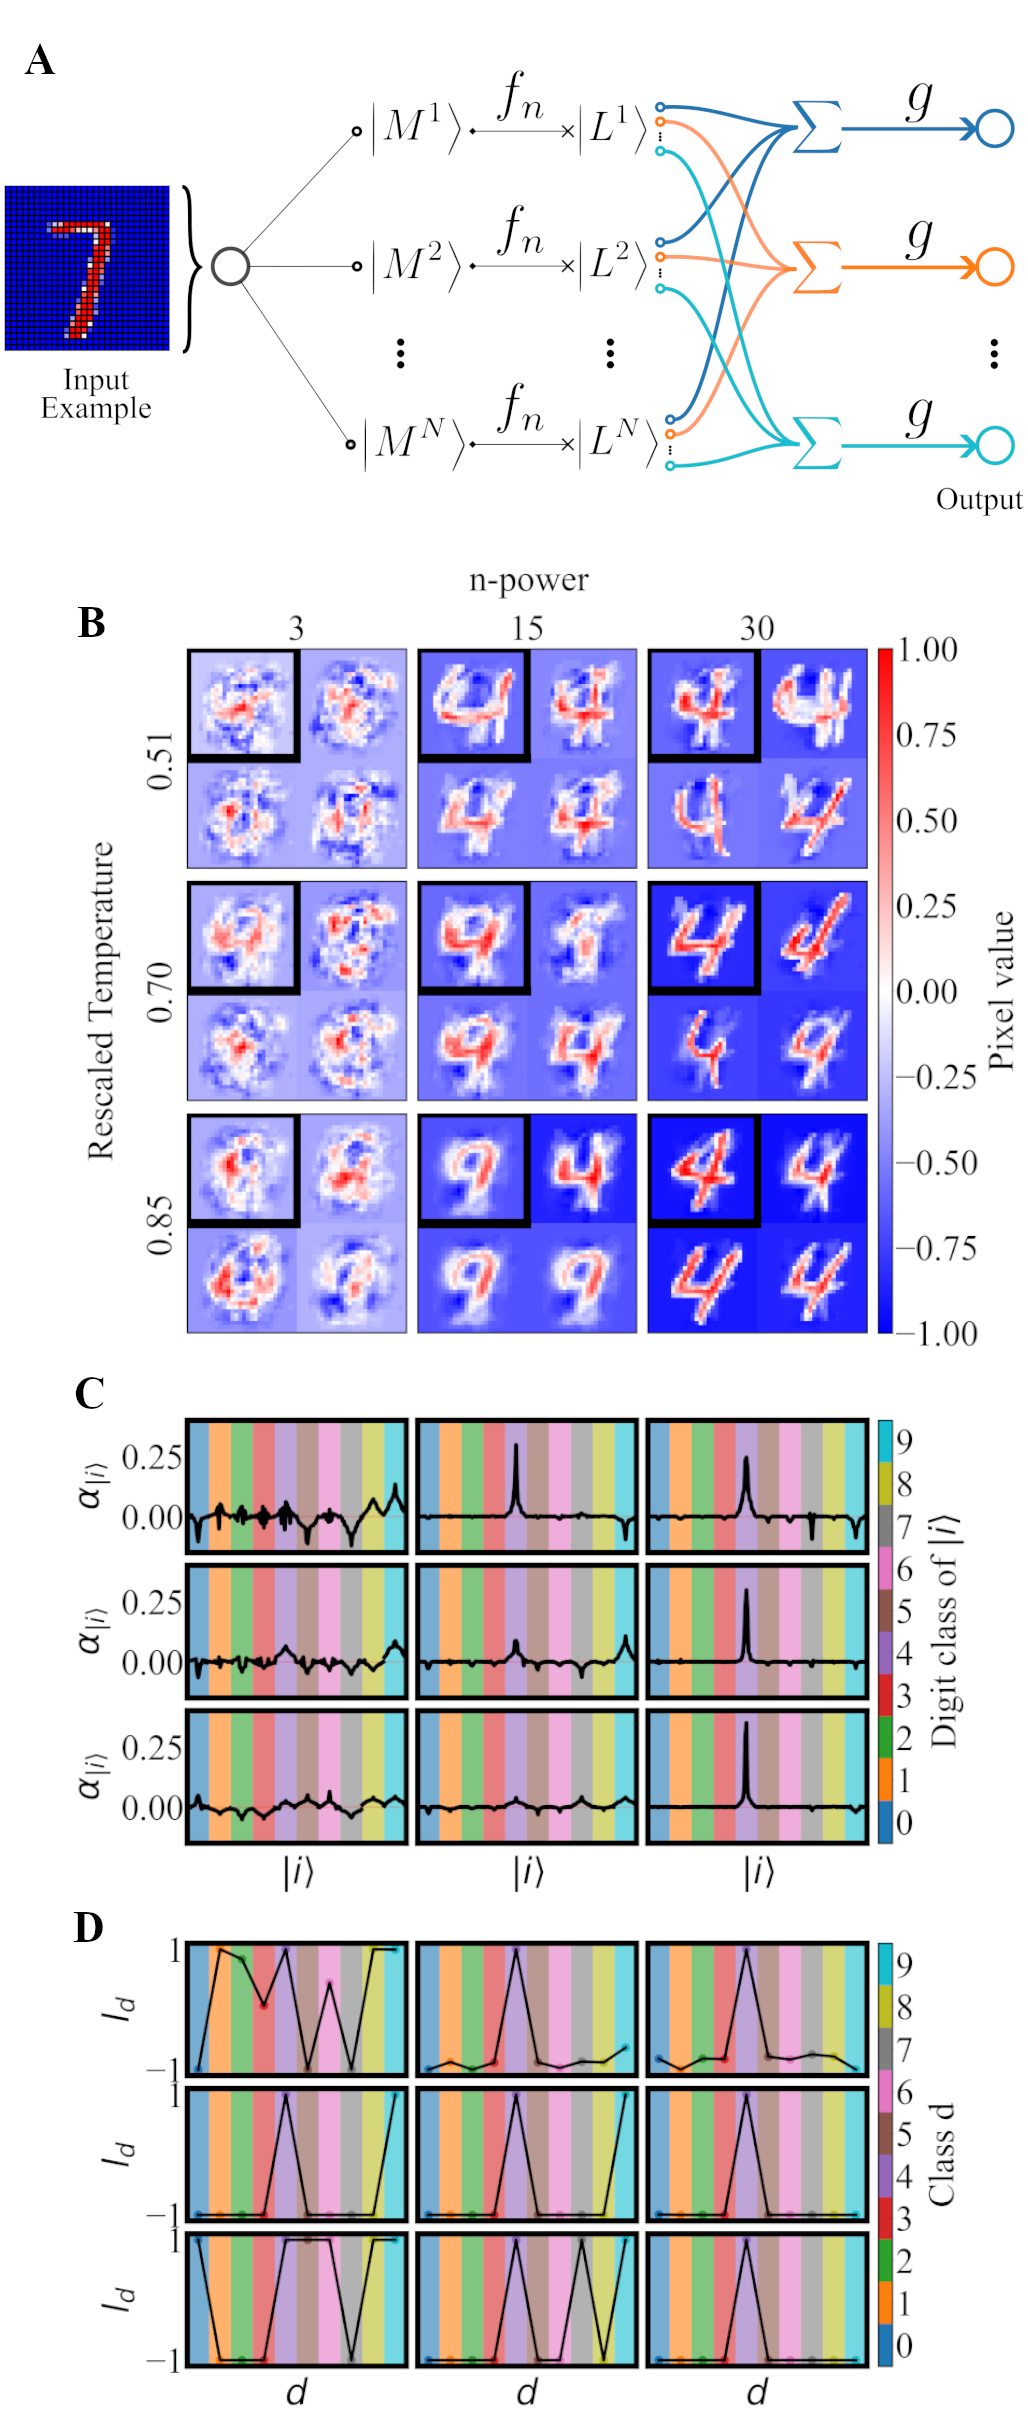 A
|M¹⟩ fₙ |L¹⟩ Σ g
|M²⟩ fₙ |L²⟩ Σ g
⋮ ⋮ ⋮
|Mᴺ⟩ fₙ |Lᴺ⟩ Σ g
Input
Example
Output
n-power
B
3 15 30
Rescaled Temperature
0.51
0.70
0.85
1.00
0.75
0.50
0.25
0.00
−0.25
−0.50
−0.75
−1.00
Pixel value
C
α|i⟩ 0.25
0.00
α|i⟩ 0.25
0.00
α|i⟩ 0.25
0.00
|i⟩ |i⟩ |i⟩
9
8
7
6
5
4
3
2
1
0
Digit class of |i⟩
D
l_d 1
−1
l_d 1
−1
l_d 1
−1
d d d
9
8
7
6
5
4
3
2
1
0
Class d